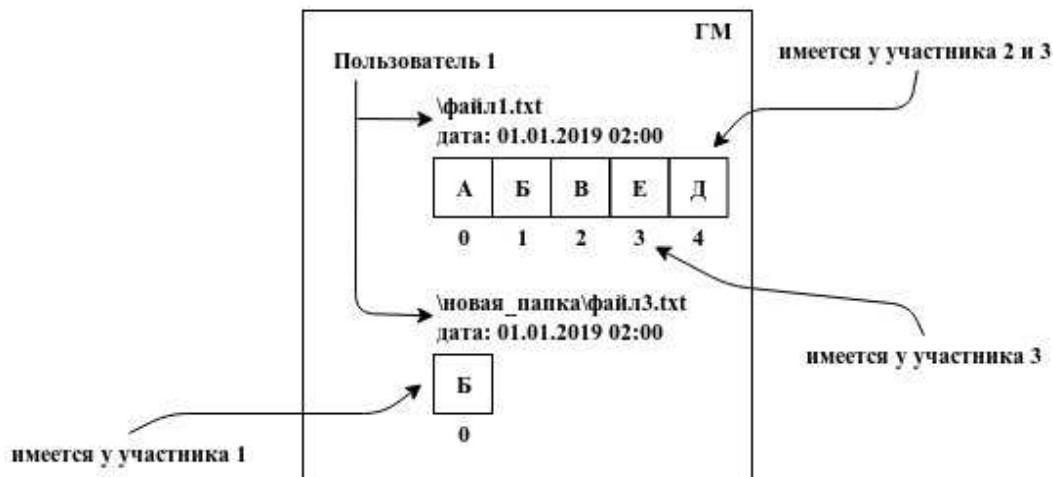 ГМ
имеется у участника 2 и 3
Пользователь 1
\файл1.txt
дата: 01.01.2019 02:00
А Б В Е Д
0 1 2 3 4
\новая_папка\файл3.txt
дата: 01.01.2019 02:00
имеется у участника 3
Б
0
имеется у участника 1